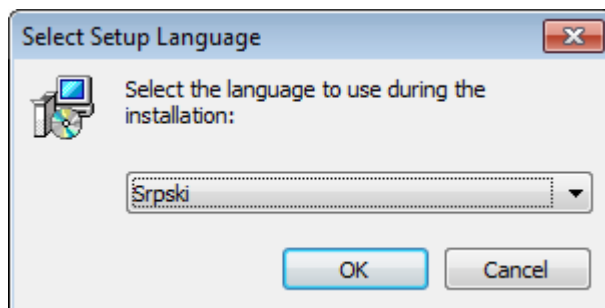 Select Setup Language
Select the language to use during the
installation:
Srpski
OK
Cancel